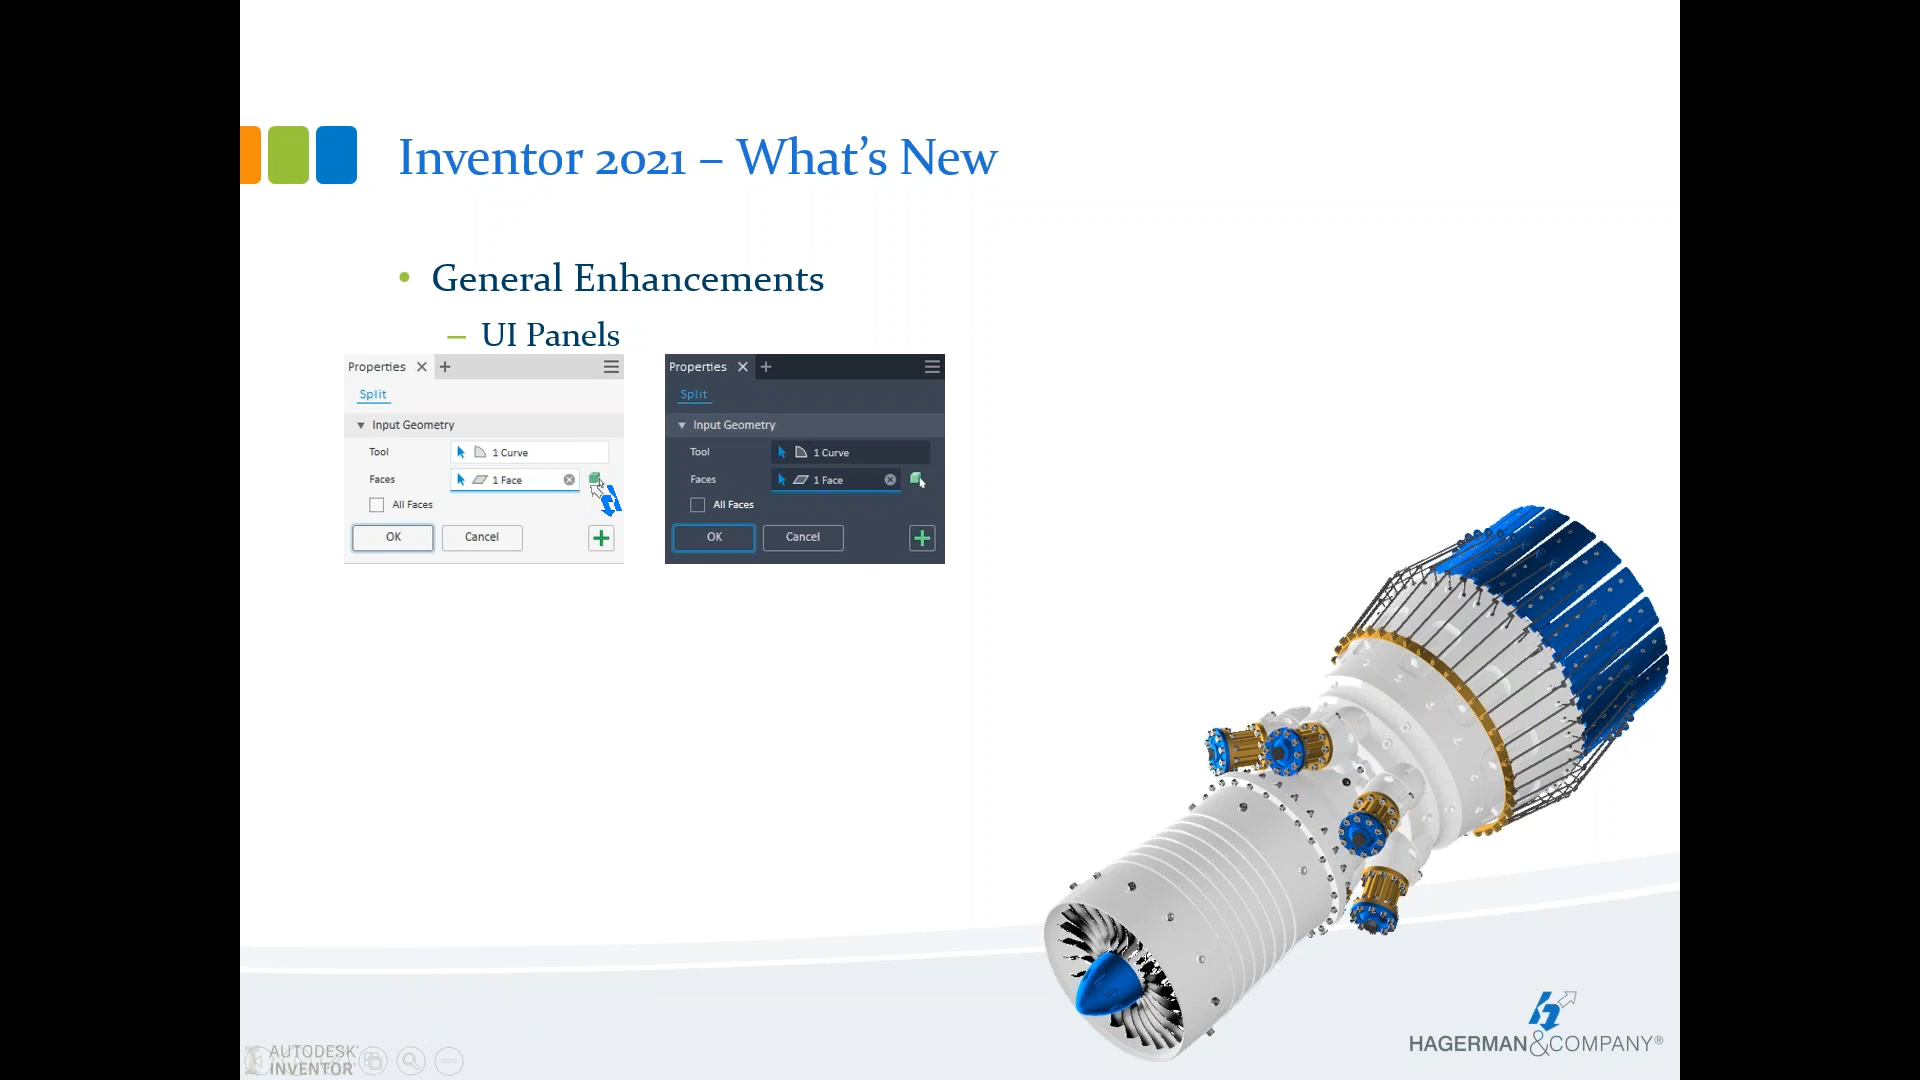 Inventor 2021 – What’s New
• General Enhancements
– UI Panels
Properties
Split
Input Geometry
Tool 1 Curve
Faces 1 Face
All Faces
OK Cancel
Properties
Split
Input Geometry
Tool 1 Curve
Faces 1 Face
All Faces
OK Cancel
HAGERMAN&COMPANY®
AUTODESK®
INVENTOR®